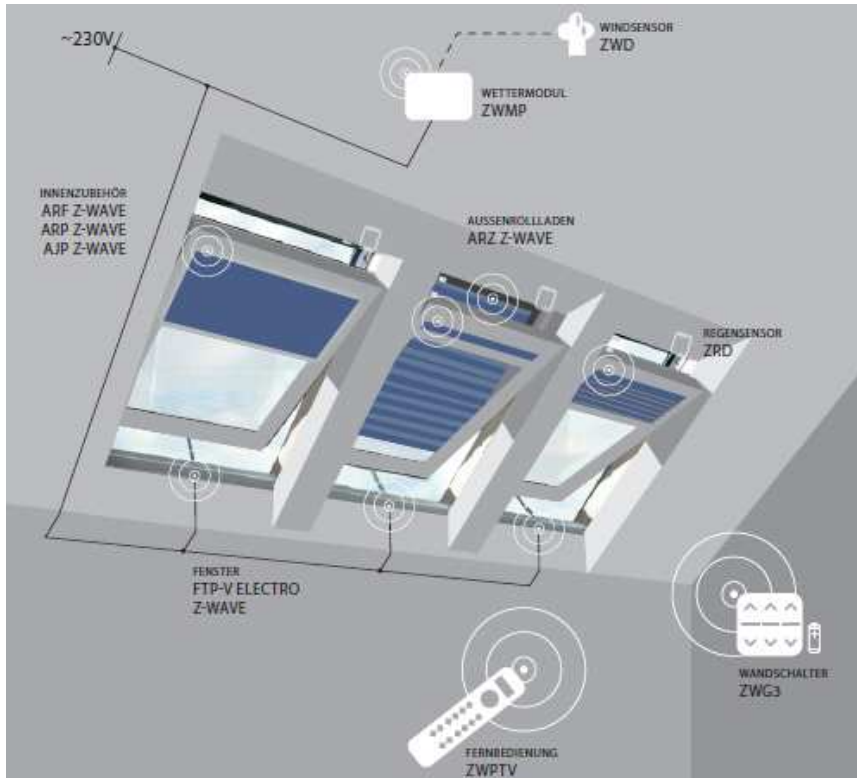 ~230V
WINDSENSOR
ZWD
WETTERMODUL
ZWMP
INNENZUBEHÖR
ARF Z-WAVE
ARP Z-WAVE
AJP Z-WAVE
AUSSENROLLLADEN
ARZ Z-WAVE
REGENSENSOR
ZRD
FENSTER
FTP-V ELECTRO
Z-WAVE
WANDSCHALTER
ZWG3
FERNBEDIENUNG
ZWPTV